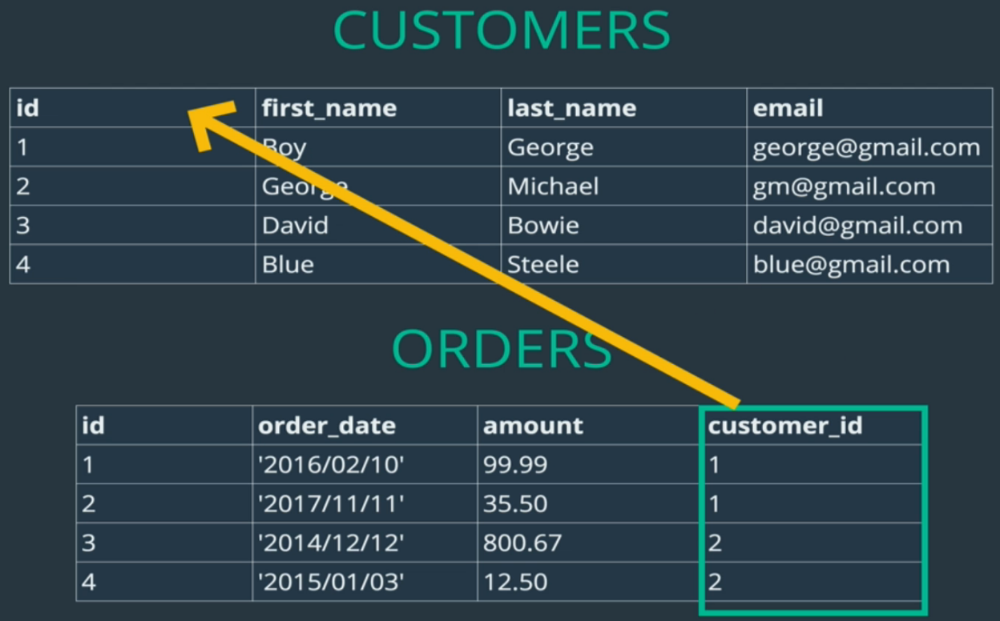 CUSTOMERS
id first_name last_name email
1 Boy George george@gmail.com
2 George Michael gm@gmail.com
3 David Bowie david@gmail.com
4 Blue Steele blue@gmail.com
ORDERS
id order_date amount customer_id
1 '2016/02/10' 99.99 1
2 '2017/11/11' 35.50 1
3 '2014/12/12' 800.67 2
4 '2015/01/03' 12.50 2